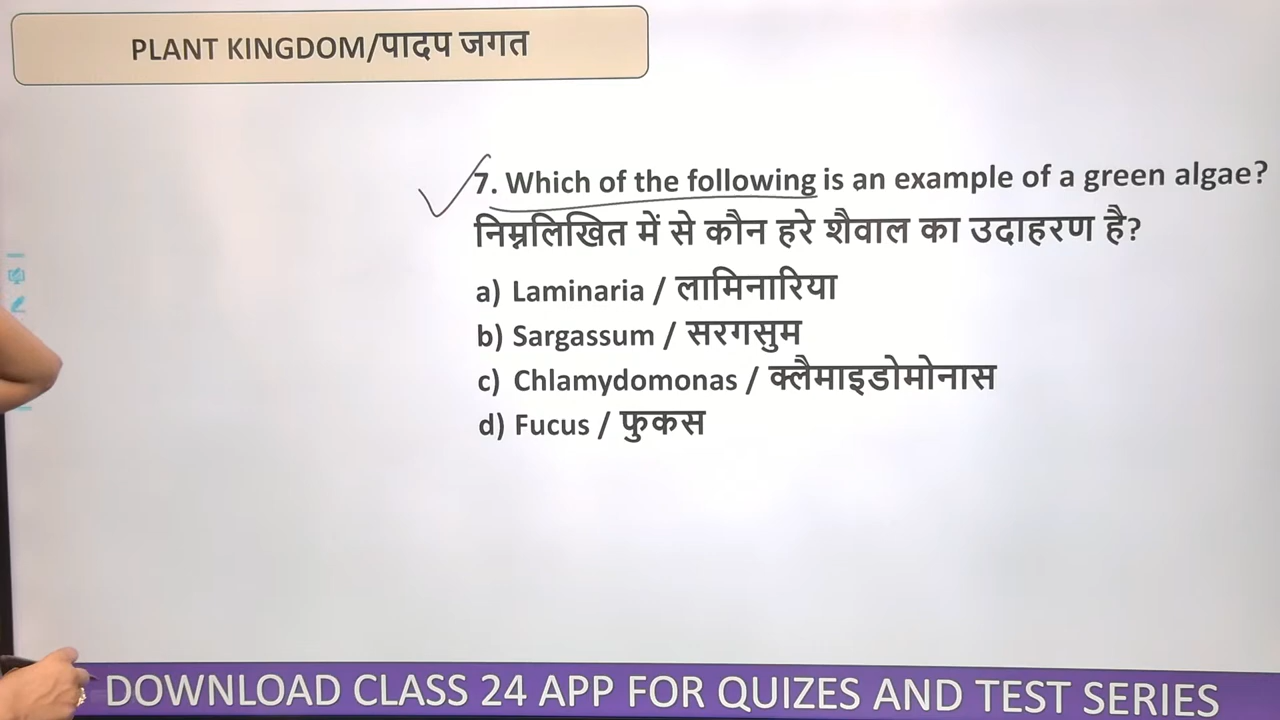 PLANT KINGDOM/पादप जगत
7. Which of the following is an example of a green algae?
निम्नलिखित में से कौन हरे शैवाल का उदाहरण है?
a) Laminaria / लामिनारिया
b) Sargassum / सरगसुम
c) Chlamydomonas / क्लैमाइडोमोनास
d) Fucus / फुकस
DOWNLOAD CLASS 24 APP FOR QUIZES AND TEST SERIES